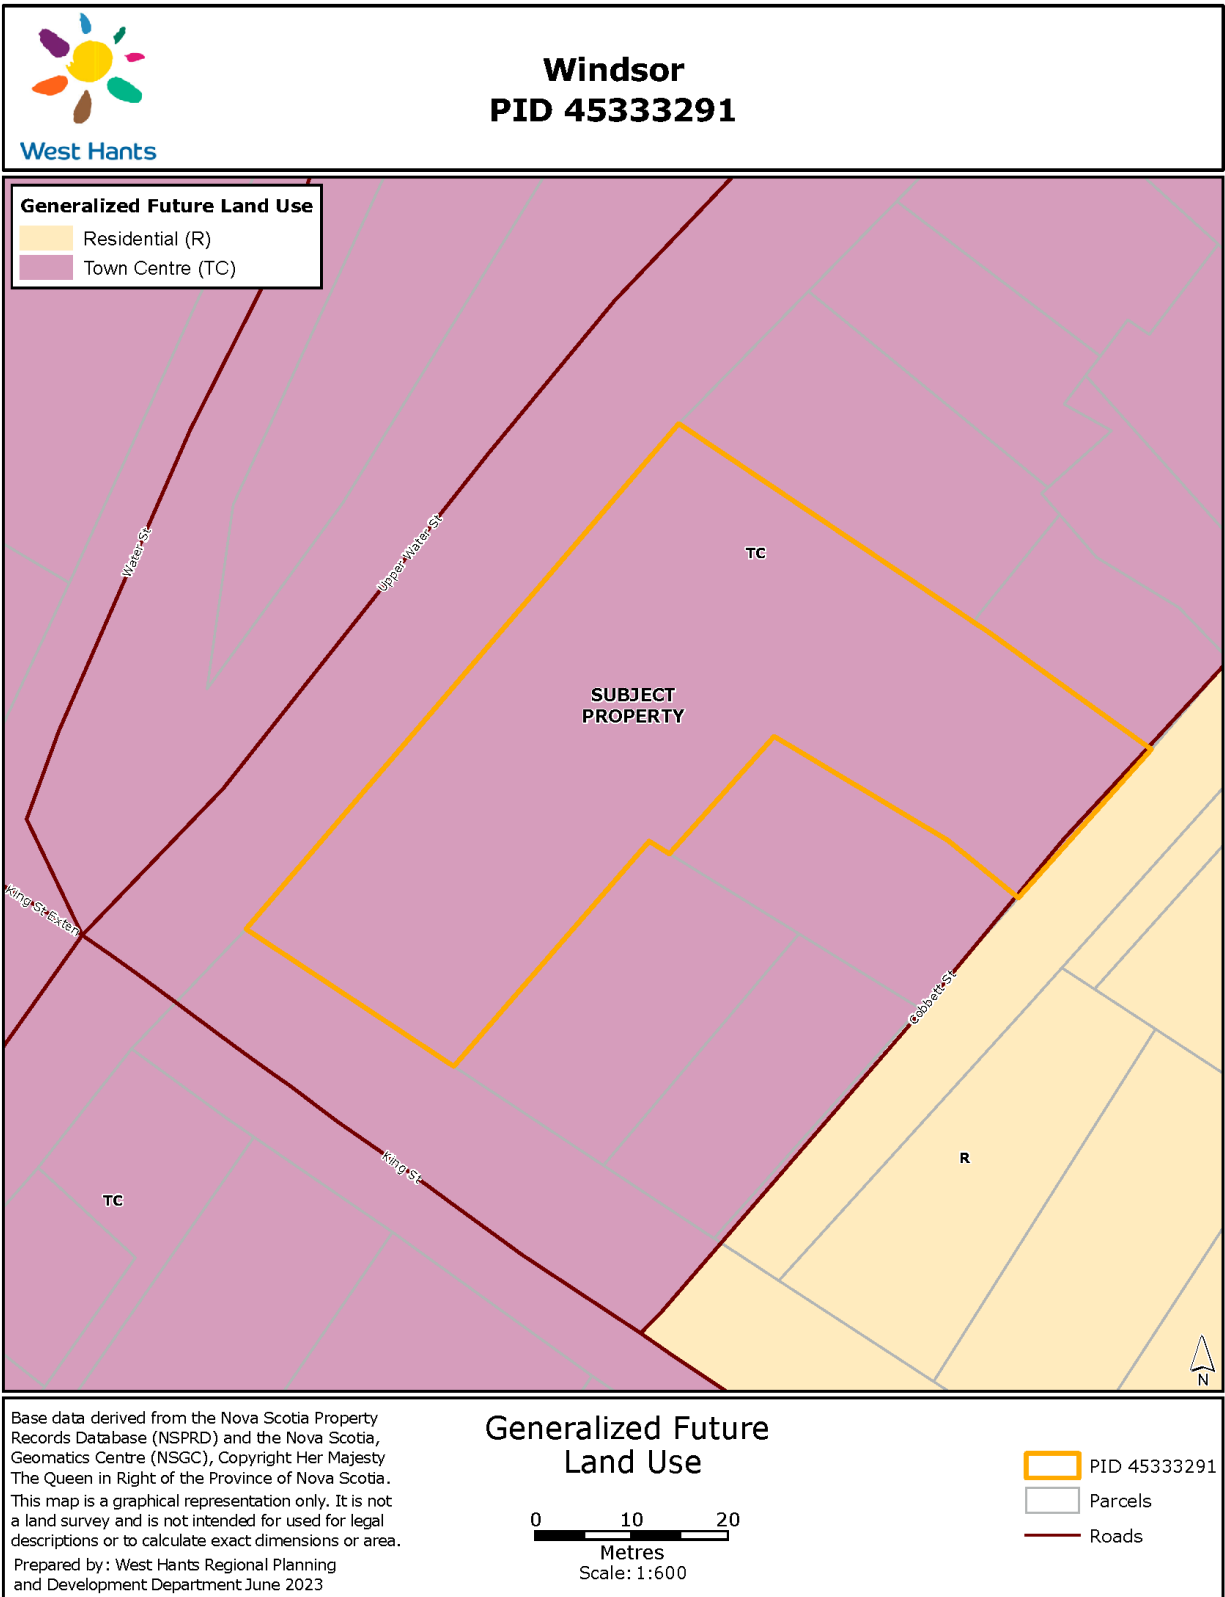 Windsor
PID 45333291
West Hants
Generalized Future Land Use
Residential (R)
Town Centre (TC)
Water St
Upper Water St
TC
SUBJECT
PROPERTY
King St Exten
Cobbett St
King St
TC
R
N
Base data derived from the Nova Scotia Property
Records Database (NSPRD) and the Nova Scotia,
Geomatics Centre (NSGC), Copyright Her Majesty
The Queen in Right of the Province of Nova Scotia.
This map is a graphical representation only. It is not
a land survey and is not intended for used for legal
descriptions or to calculate exact dimensions or area.
Prepared by: West Hants Regional Planning
and Development Department June 2023
Generalized Future
Land Use
0 10 20
Metres
Scale: 1:600
PID 45333291
Parcels
Roads